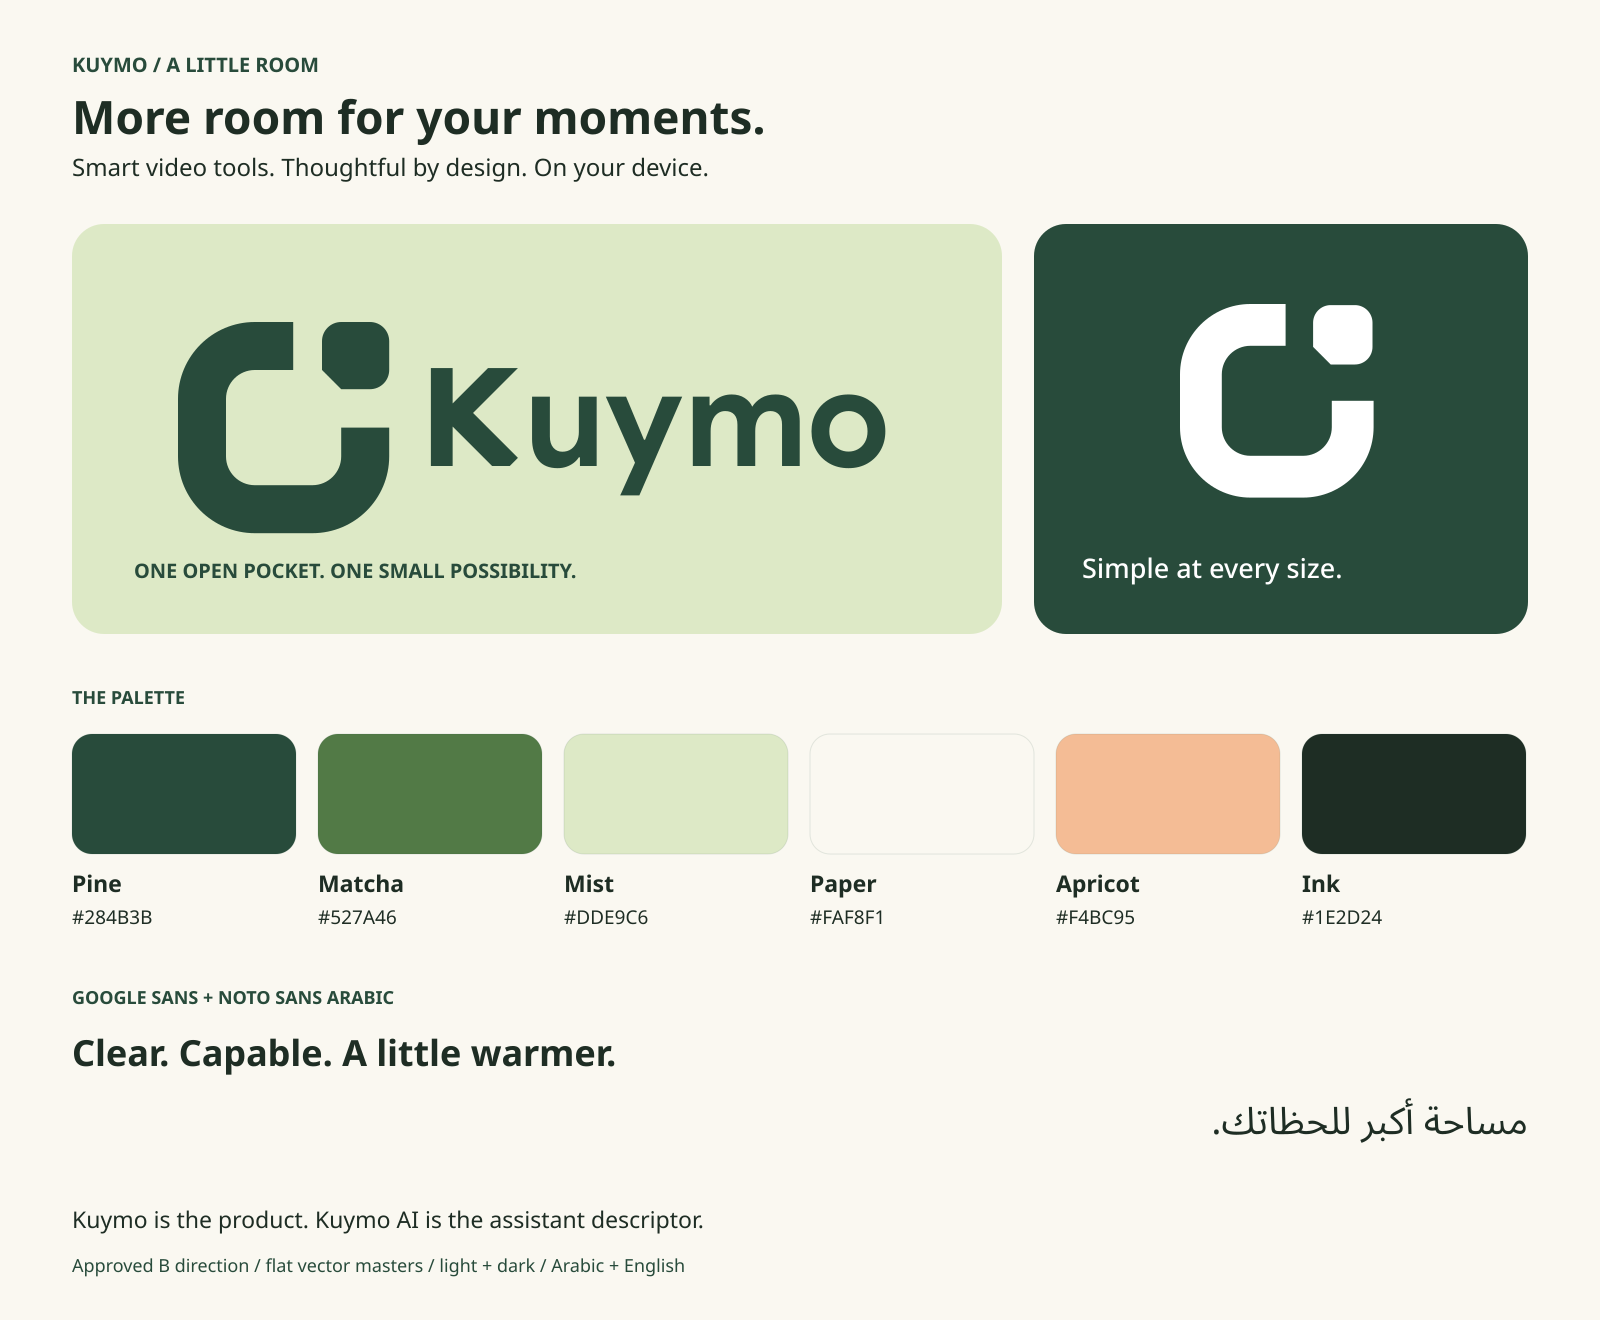 KUYMO / A LITTLE ROOM
More room for your moments.
Smart video tools. Thoughtful by design. On your device.
Kuymo
ONE OPEN POCKET. ONE SMALL POSSIBILITY.
Simple at every size.
THE PALETTE
Pine
#284B3B
Matcha
#527A46
Mist
#DDE9C6
Paper
#FAF8F1
Apricot
#F4BC95
Ink
#1E2D24
GOOGLE SANS + NOTO SANS ARABIC
Clear. Capable. A little warmer.
مساحة أكبر للحظاتك.
Kuymo is the product. Kuymo AI is the assistant descriptor.
Approved B direction / flat vector masters / light + dark / Arabic + English